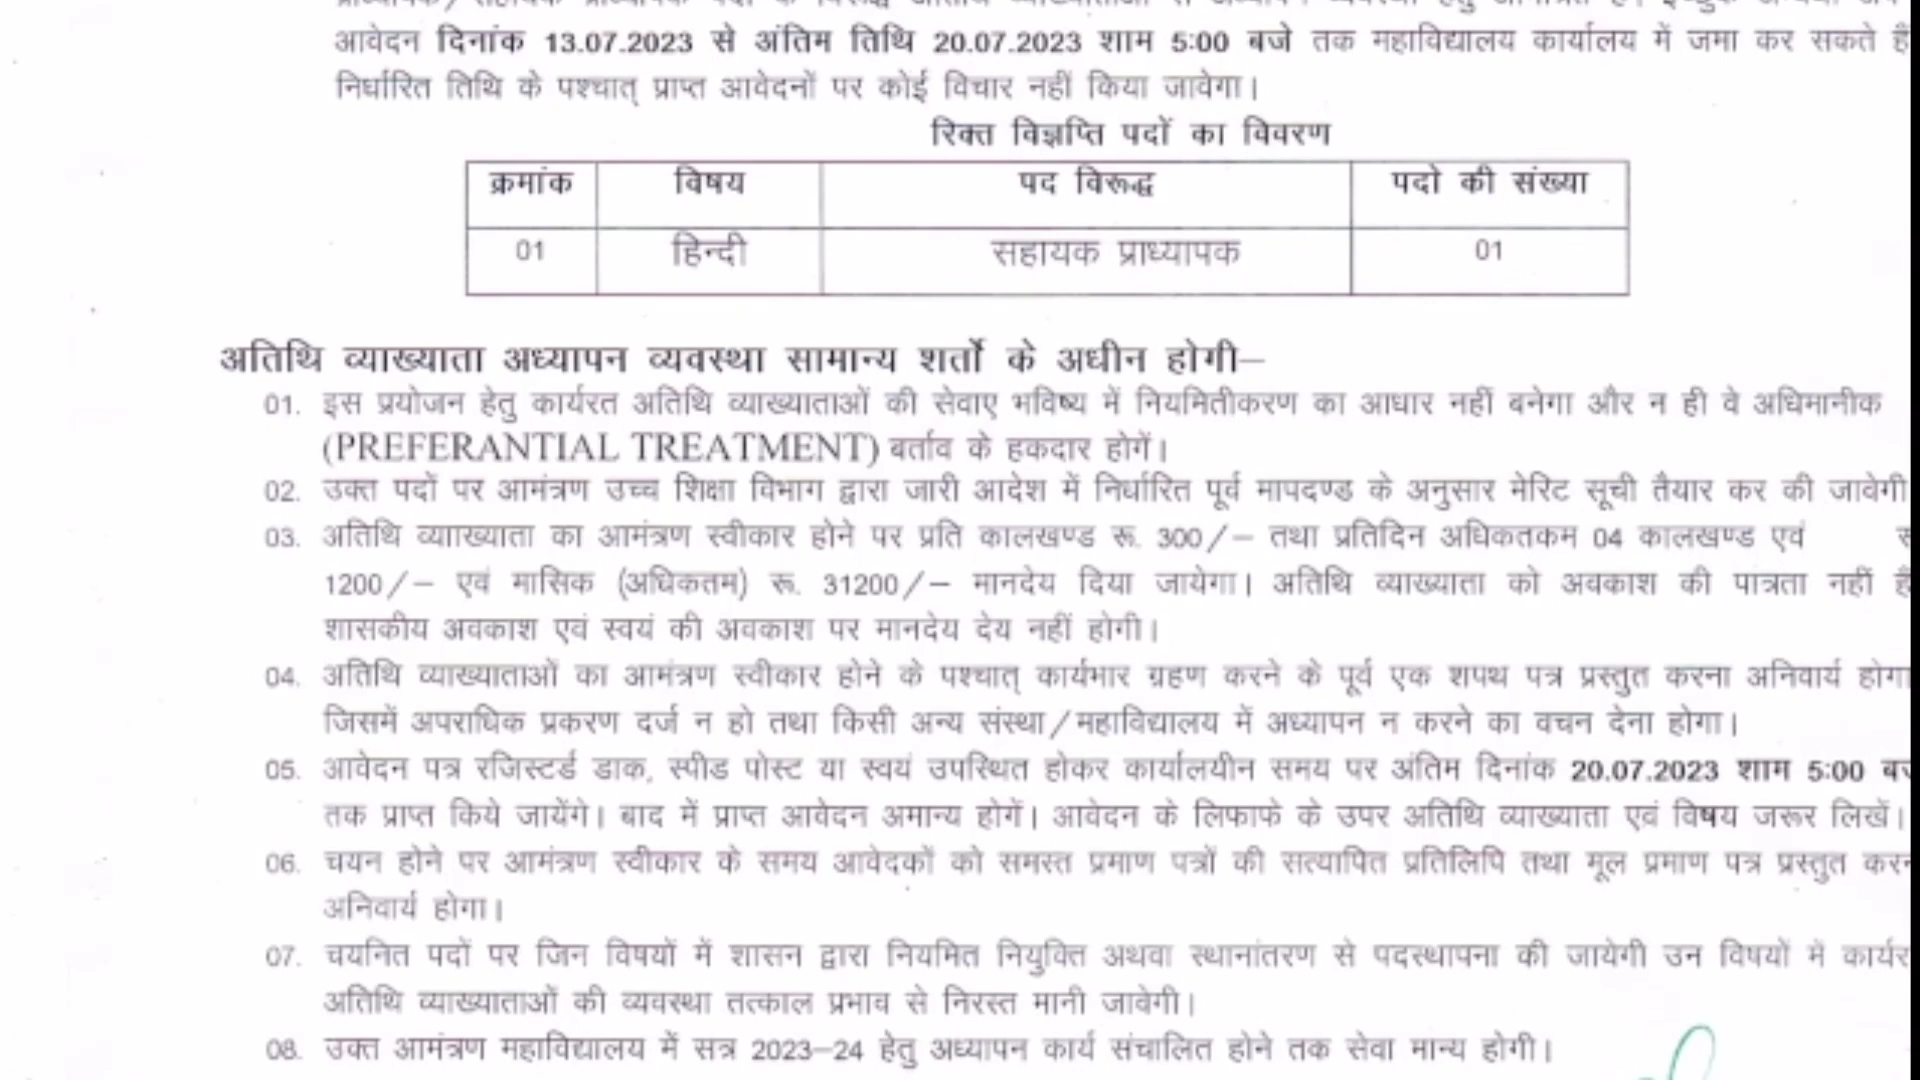 आवेदन दिनांक 13.07.2023 से अंतिम तिथि 20.07.2023 शाम 5:00 बजे तक महाविद्यालय कार्यालय में जमा कर सकते
निर्धारित तिथि के पश्चात् प्राप्त आवेदनों पर कोई विचार नहीं किया जावेगा।
रिक्त विज्ञप्ति पदों का विवरण
क्रमांक विषय पद विरूद्ध पदो की संख्या
01 हिन्दी सहायक प्राध्यापक 01
अतिथि व्याख्याता अध्यापन व्यवस्था सामान्य शर्तो के अधीन होगी–
01. इस प्रयोजन हेतु कार्यरत अतिथि व्याख्याताओं की सेवाए भविष्य में नियमितीकरण का आधार नहीं बनेगा और न ही वे अधिमानीक
(PREFERANTIAL TREATMENT) बर्ताव के हकदार होगें।
02. उक्त पदों पर आमंत्रण उच्च शिक्षा विभाग द्वारा जारी आदेश में निर्धारित पूर्व मापदण्ड के अनुसार मेरिट सूची तैयार कर की जावेगी
03. अतिथि व्यााख्याता का आमंत्रण स्वीकार होने पर प्रति कालखण्ड रू. 300/– तथा प्रतिदिन अधिकतकम 04 कालखण्ड एवं
1200/– एवं मासिक (अधिकतम) रू. 31200/– मानदेय दिया जायेगा। अतिथि व्याख्याता को अवकाश की पात्रता नहीं
शासकीय अवकाश एवं स्वयं की अवकाश पर मानदेय देय नहीं होगी।
04. अतिथि व्याख्याताओं का आमंत्रण स्वीकार होने के पश्चात् कार्यभार ग्रहण करने के पूर्व एक शपथ पत्र प्रस्तुत करना अनिवार्य होगा
जिसमें अपराधिक प्रकरण दर्ज न हो तथा किसी अन्य संस्था/महाविद्यालय में अध्यापन न करने का वचन देना होगा।
05. आवेदन पत्र रजिस्टर्ड डाक, स्पीड पोस्ट या स्वयं उपस्थित होकर कार्यालयीन समय पर अंतिम दिनांक 20.07.2023 शाम 5:00
तक प्राप्त किये जायेंगे। बाद में प्राप्त आवेदन अमान्य होगें। आवेदन के लिफाफे के उपर अतिथि व्याख्याता एवं विषय जरूर लिखें।
06. चयन होने पर आमंत्रण स्वीकार के समय आवेदकों को समस्त प्रमाण पत्रों की सत्यापित प्रतिलिपि तथा मूल प्रमाण पत्र प्रस्तुत
अनिवार्य होगा।
07. चयनित पदों पर जिन विषयों में शासन द्वारा नियमित नियुक्ति अथवा स्थानांतरण से पदस्थापना की जायेगी उन विषयों में
अतिथि व्याख्याताओं की व्यवस्था तत्काल प्रभाव से निरस्त मानी जावेगी।
08. उक्त आमंत्रण महाविद्यालय में सत्र 2023–24 हेतु अध्यापन कार्य संचालित होने तक सेवा मान्य होगी।